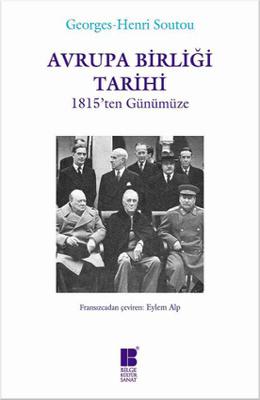 Georges-Henri Soutou
AVRUPA BİRLİĞİ
TARİHİ
1815'ten Günümüze
Fransızcadan çeviren: Eylem Alp
B
BİLGE
KÜLTÜR
SANAT